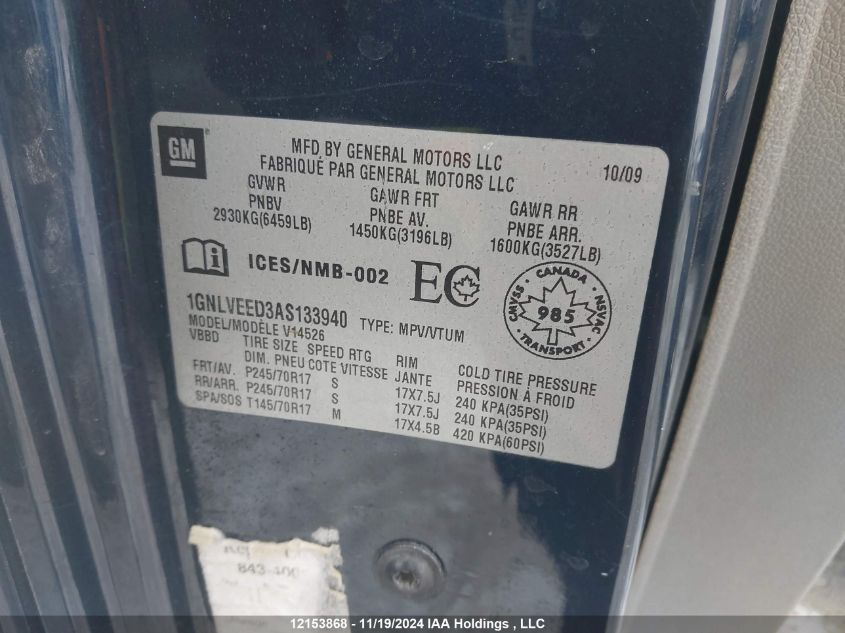 GM
MFD BY GENERAL MOTORS LLC 10/09
FABRIQUÉ PAR GENERAL MOTORS LLC
GVWR GAWR FRT GAWR RR
PNBV PNBE AV. PNBE ARR.
2930KG(6459LB) 1450KG(3196LB) 1600KG(3527LB)
i ICES/NMB-002 EC
CANADA
CMVSS 985 NSVAC
TRANSPORT
1GNLVEED3AS133940 TYPE: MPV/VTUM
MODEL/MODÈLE V14526
VBBD TIRE SIZE SPEED RTG RIM COLD TIRE PRESSURE
DIM. PNEU COTE VITESSE JANTE PRESSION À FROID
FRT/AV. P245/70R17 S 17X7.5J 240 KPA(35PSI)
RR/ARR. P245/70R17 S 17X7.5J 240 KPA(35PSI)
SPA/SOS T145/70R17 M 17X4.5B 420 KPA(60PSI)
12153868 - 11/19/2024 IAA Holdings , LLC